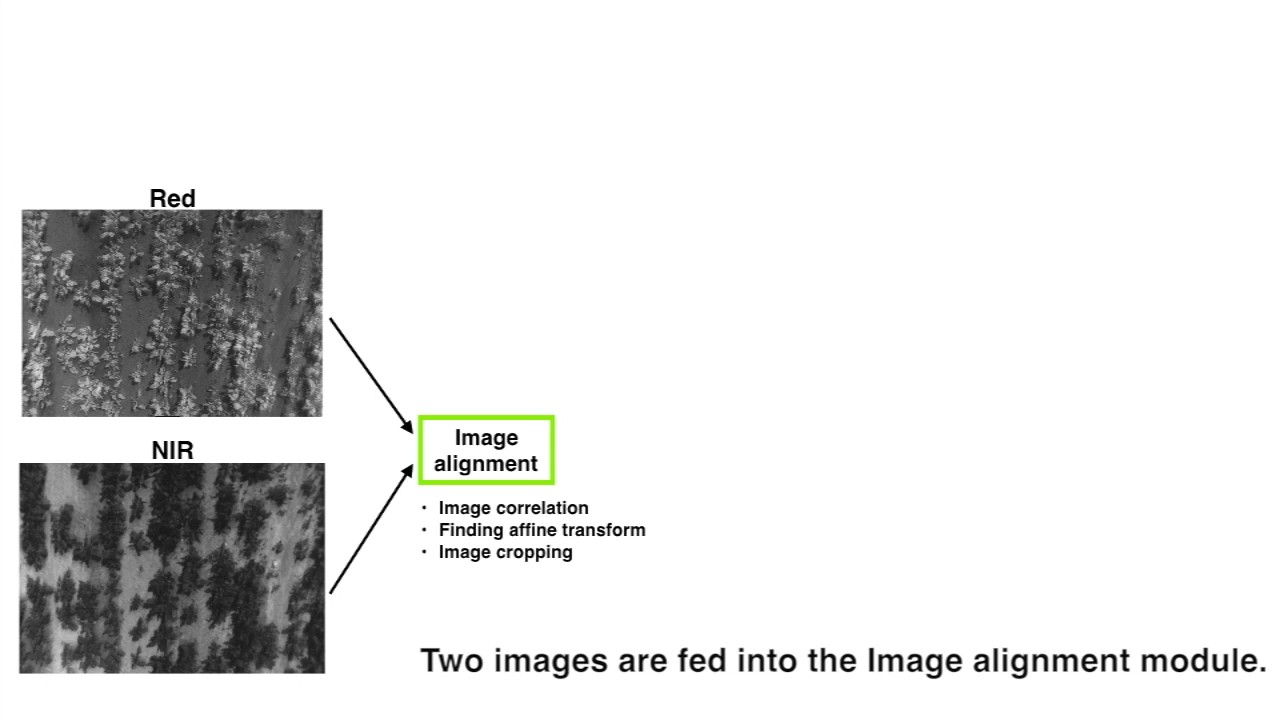 Red
NIR
Image
alignment
· Image correlation
· Finding affine transform
· Image cropping
Two images are fed into the Image alignment module.